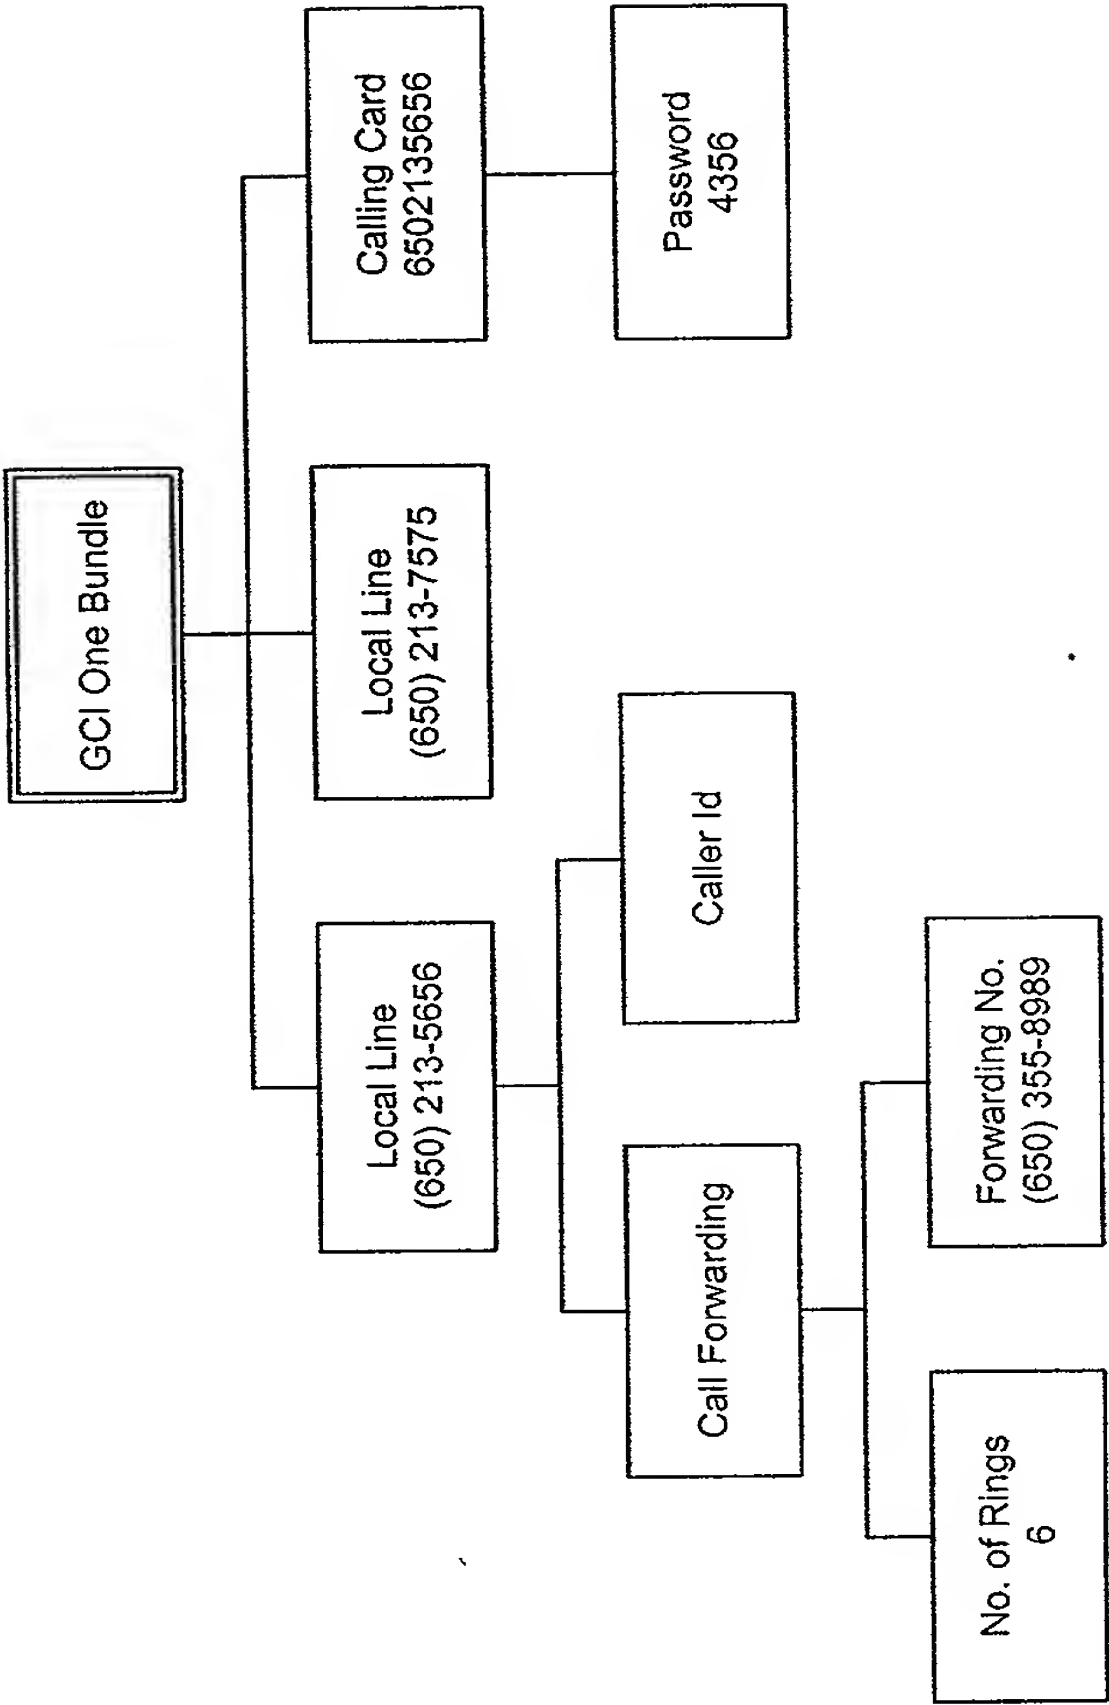 GCI One Bundle
Local Line
(650) 213-5656
Local Line
(650) 213-7575
Calling Card
6502135656
Call Forwarding
Caller Id
Password
4356
No. of Rings
6
Forwarding No.
(650) 355-8989